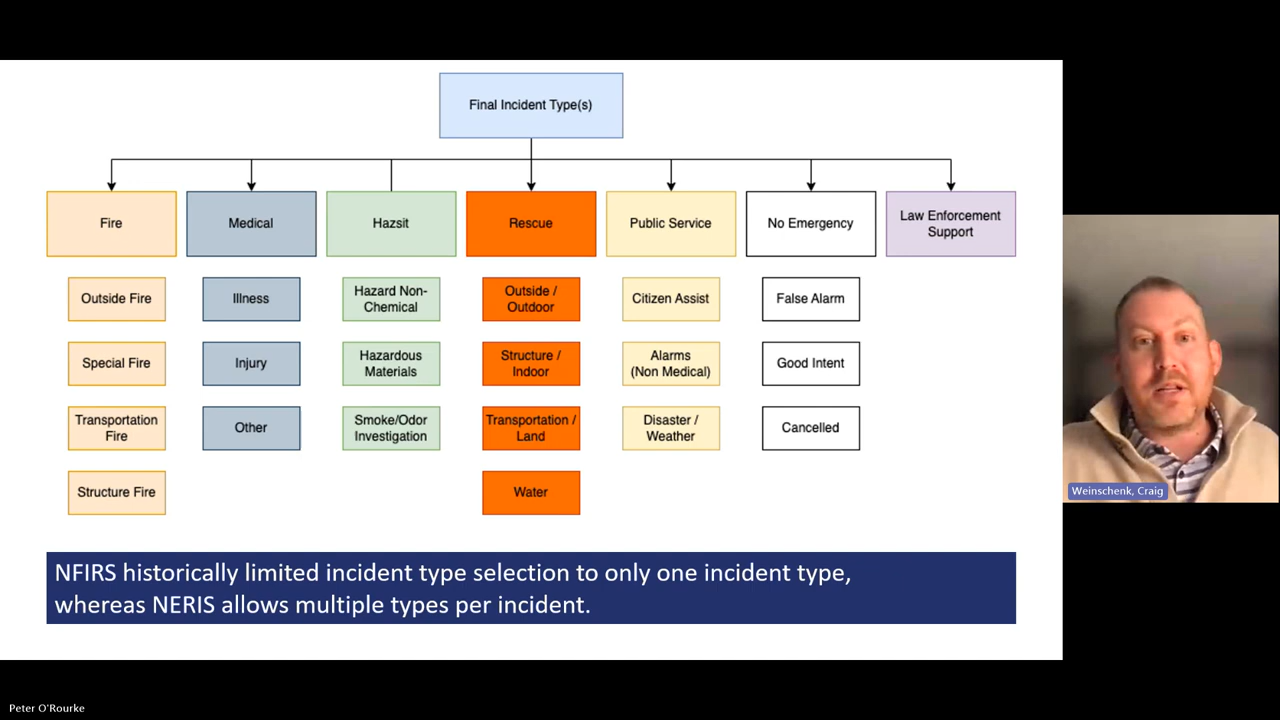 Final Incident Type(s)
Fire
Medical
Hazsit
Rescue
Public Service
No Emergency
Law Enforcement
Support
Outside Fire
Illness
Hazard Non-
Chemical
Outside /
Outdoor
Citizen Assist
False Alarm
Special Fire
Injury
Hazardous
Materials
Structure /
Indoor
Alarms
(Non Medical)
Good Intent
Transportation
Fire
Other
Smoke/Odor
Investigation
Transportation /
Land
Disaster /
Weather
Cancelled
Structure Fire
Water
NFIRS historically limited incident type selection to only one incident type,
whereas NERIS allows multiple types per incident.
Weinschenk, Craig
Peter O'Rourke